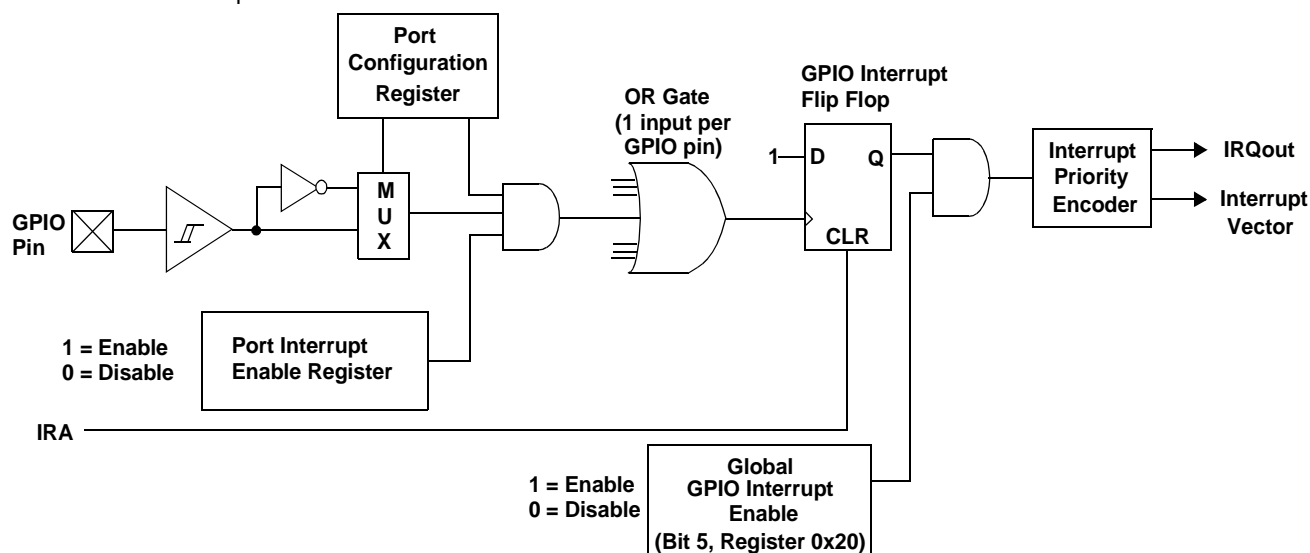 Port
Configuration
Register
OR Gate
(1 input per
GPIO pin)
GPIO Interrupt
Flip Flop
1
D
Q
CLR
Interrupt
Priority
Encoder
IRQout
Interrupt
Vector
M
U
X
GPIO
Pin
1 = Enable
0 = Disable
Port Interrupt
Enable Register
IRA
1 = Enable
0 = Disable
Global
GPIO Interrupt
Enable
(Bit 5, Register 0x20)